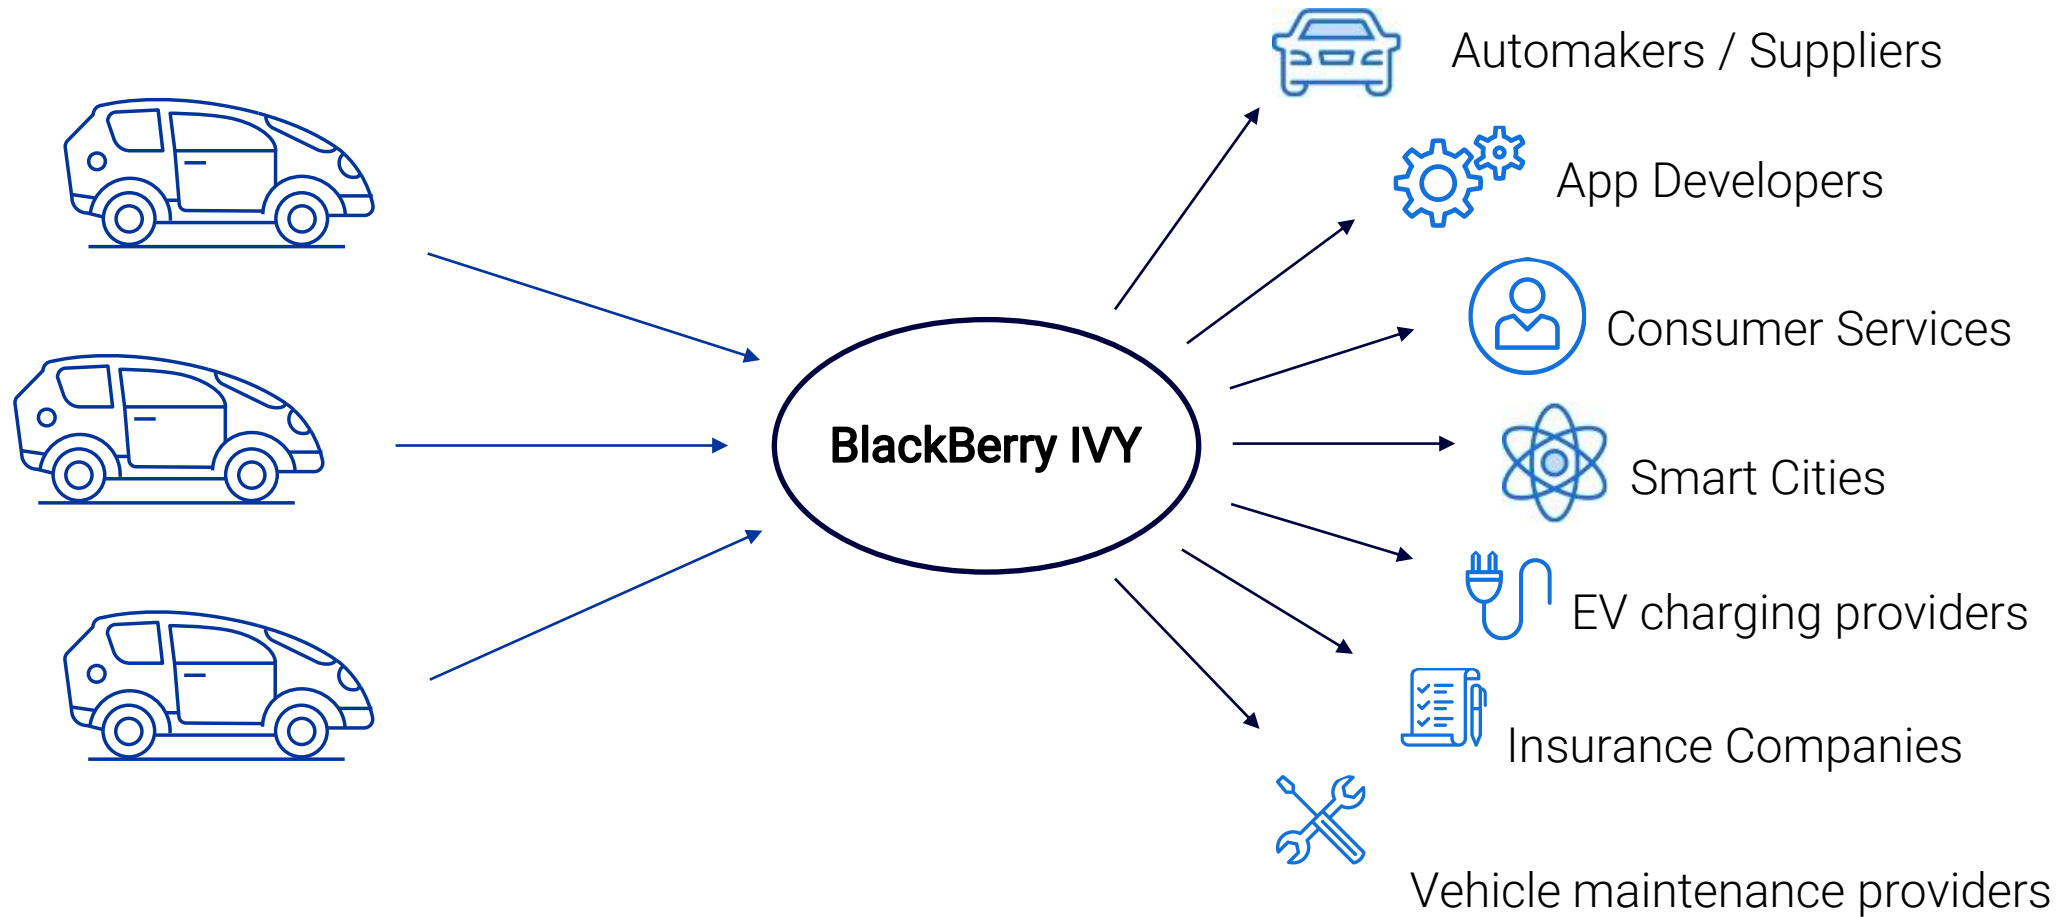 Automakers / Suppliers
App Developers
Consumer Services
BlackBerry IVY
Smart Cities
EV charging providers
Insurance Companies
Vehicle maintenance providers